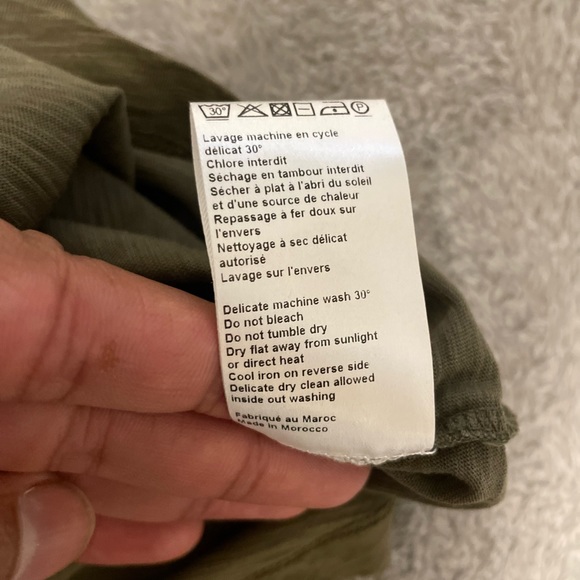 30°
P
Lavage machine en cycle
délicat 30°
Chlore interdit
Séchage en tambour interdit
Sécher à plat à l'abri du soleil
et d'une source de chaleur
Repassage à fer doux sur
l'envers
Nettoyage à sec délicat
autorisé
Lavage sur l'envers
Delicate machine wash 30°
Do not bleach
Do not tumble dry
Dry flat away from sunlight
or direct heat
Cool iron on reverse side
Delicate dry clean allowed
inside out washing
Fabriqué au Maroc
Made in Morocco